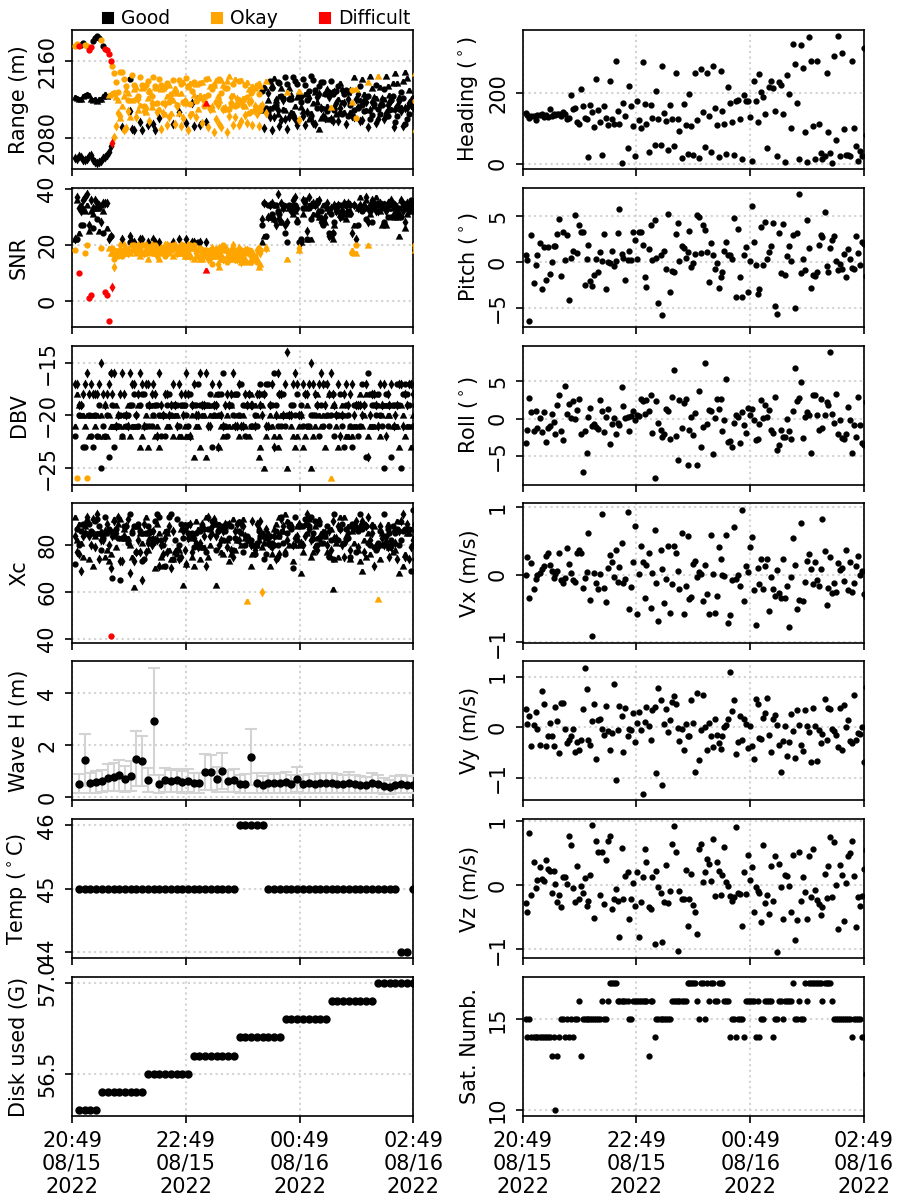 Good Okay Difficult
Range (m)
2160
2080
Heading (°)
200
0
SNR
40
20
0
Pitch (°)
5
0
−5
DBV
−15
−20
−25
Roll (°)
5
0
−5
Xc
80
60
40
Vx (m/s)
1
0
−1
Wave H (m)
4
2
0
Vy (m/s)
1
0
−1
Temp (°C)
46
45
44
Vz (m/s)
1
0
−1
Disk used (G)
57.0
56.5
Sat. Numb.
15
10
20:49 22:49 00:49 02:49
08/15 08/15 08/16 08/16
2022 2022 2022 2022
20:49 22:49 00:49 02:49
08/15 08/15 08/16 08/16
2022 2022 2022 2022